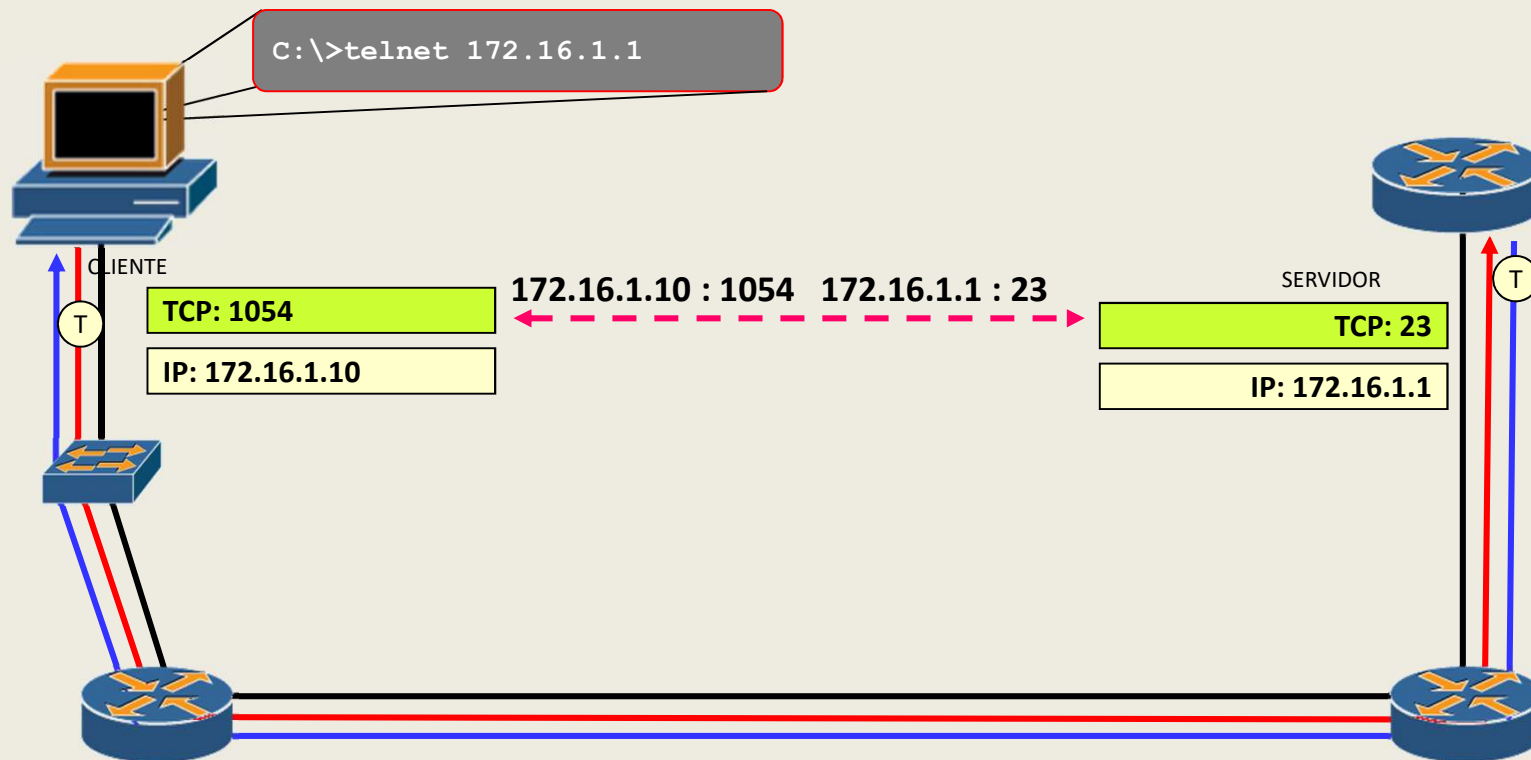 C:\>telnet 172.16.1.1
CLIENTE
T
TCP: 1054
IP: 172.16.1.10
172.16.1.10 : 1054 172.16.1.1 : 23
SERVIDOR
T
TCP: 23
IP: 172.16.1.1